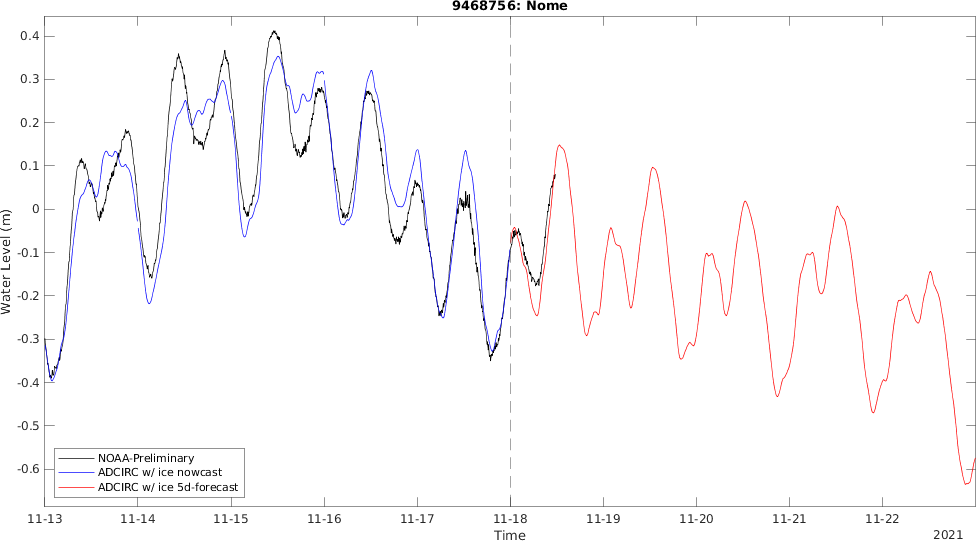 9468756: Nome
0.4
0.3
0.2
0.1
0
-0.1
-0.2
-0.3
-0.4
-0.5
-0.6
Water Level (m)
NOAA-Preliminary
ADCIRC w/ ice nowcast
ADCIRC w/ ice 5d-forecast
11-13 11-14 11-15 11-16 11-17 11-18 11-19 11-20 11-21 11-22
Time
2021